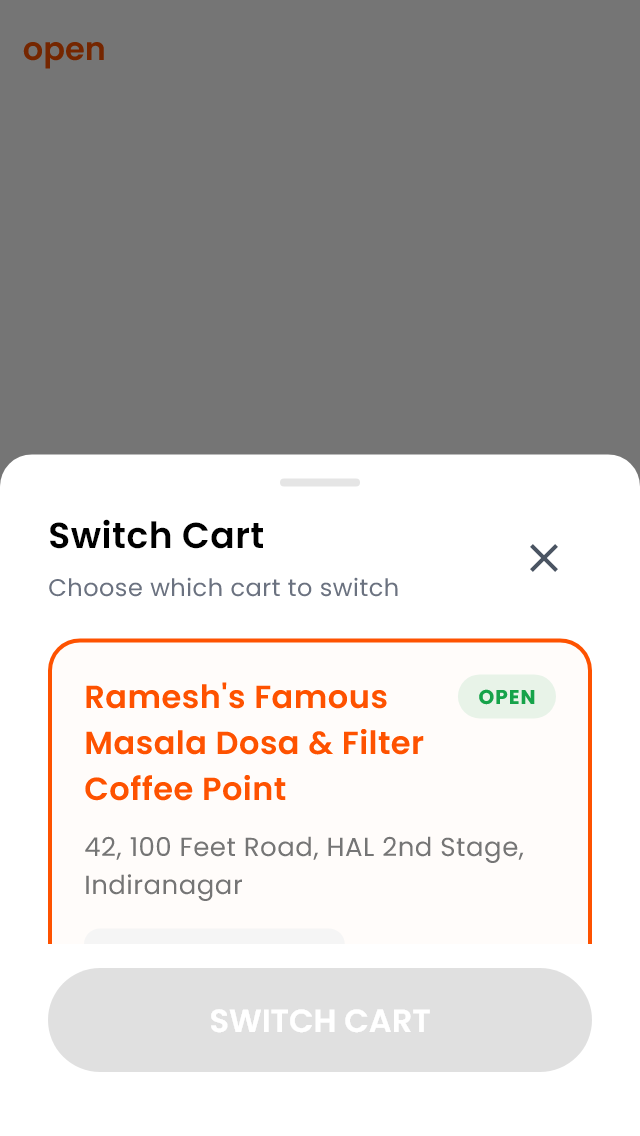 open
Switch Cart
Choose which cart to switch
Ramesh's Famous
Masala Dosa & Filter
Coffee Point
OPEN
42, 100 Feet Road, HAL 2nd Stage,
Indiranagar
SWITCH CART